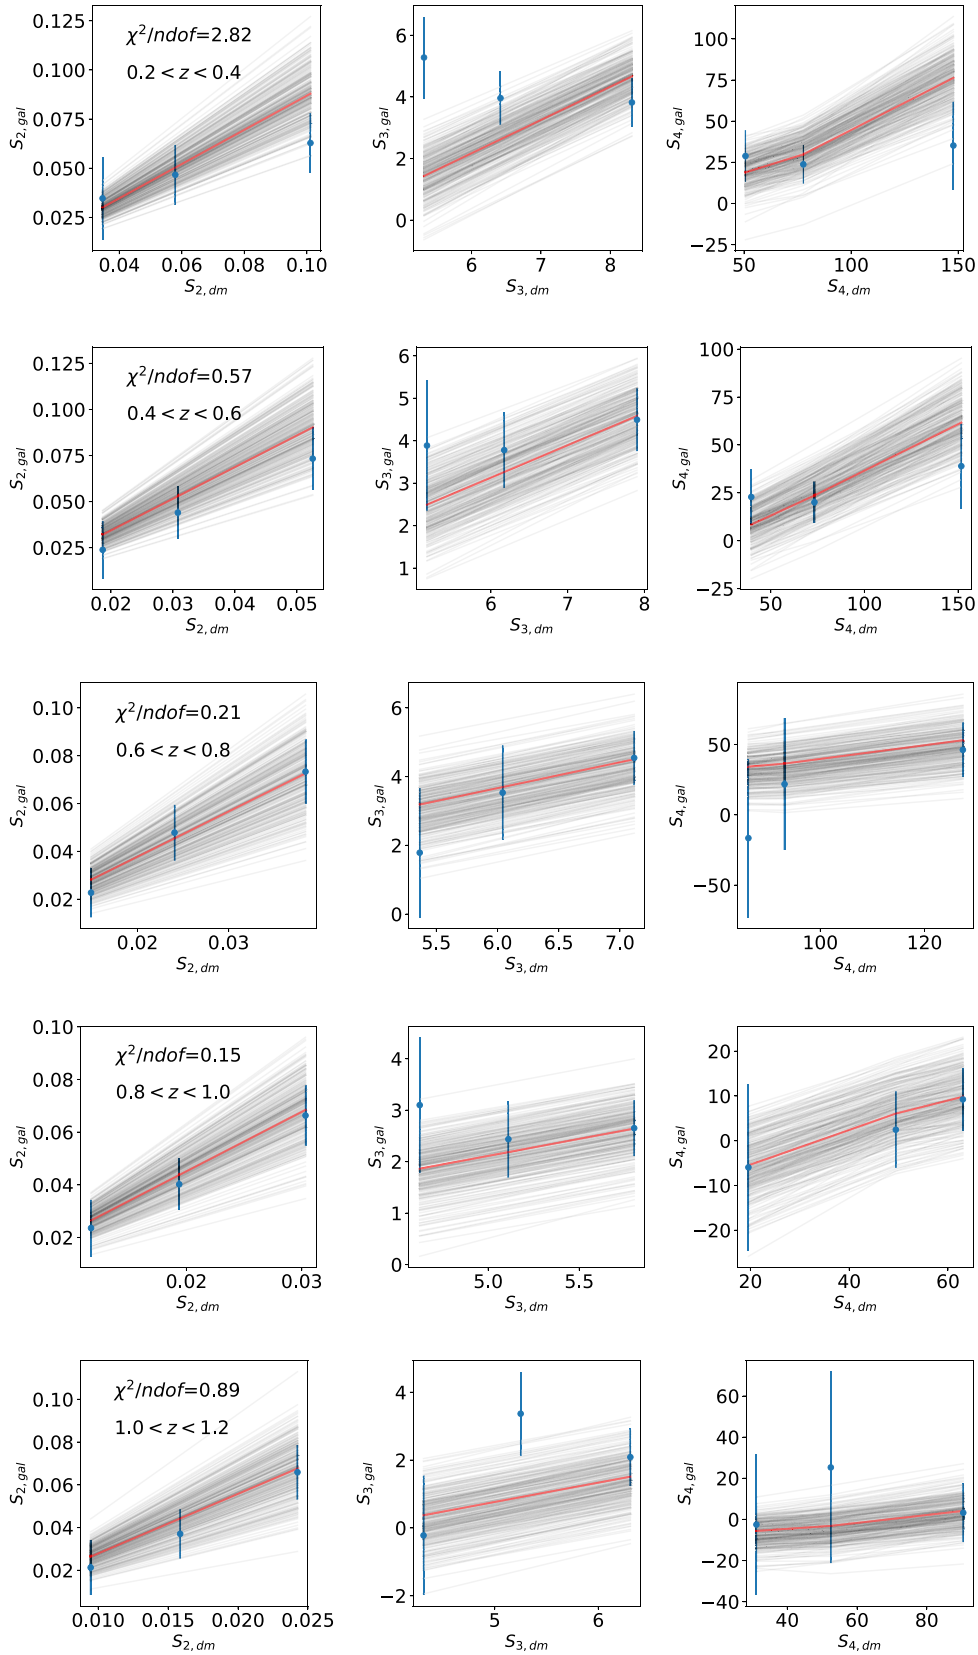 0.125
0.100
0.075
0.050
0.025
S2,gal
χ²/ndof=2.82
0.2 < z < 0.4
0.04 0.06 0.08 0.10
S2,dm
6
4
2
0
S3,gal
6 7 8
S3,dm
100
75
50
25
0
−25
S4,gal
50 100 150
S4,dm
0.125
0.100
0.075
0.050
0.025
S2,gal
χ²/ndof=0.57
0.4 < z < 0.6
0.02 0.03 0.04 0.05
S2,dm
6
5
4
3
2
1
S3,gal
6 7 8
S3,dm
100
75
50
25
0
−25
S4,gal
50 100 150
S4,dm
0.10
0.08
0.06
0.04
0.02
S2,gal
χ²/ndof=0.21
0.6 < z < 0.8
0.02 0.03
S2,dm
6
4
2
0
S3,gal
5.5 6.0 6.5 7.0
S3,dm
50
0
−50
S4,gal
100 120
S4,dm
0.10
0.08
0.06
0.04
0.02
S2,gal
χ²/ndof=0.15
0.8 < z < 1.0
0.02 0.03
S2,dm
4
3
2
1
0
S3,gal
5.0 5.5
S3,dm
20
10
0
−10
−20
S4,gal
20 40 60
S4,dm
0.10
0.08
0.06
0.04
0.02
S2,gal
χ²/ndof=0.89
1.0 < z < 1.2
0.010 0.015 0.020 0.025
S2,dm
4
2
0
−2
S3,gal
5 6
S3,dm
60
40
20
0
−20
−40
S4,gal
40 60 80
S4,dm